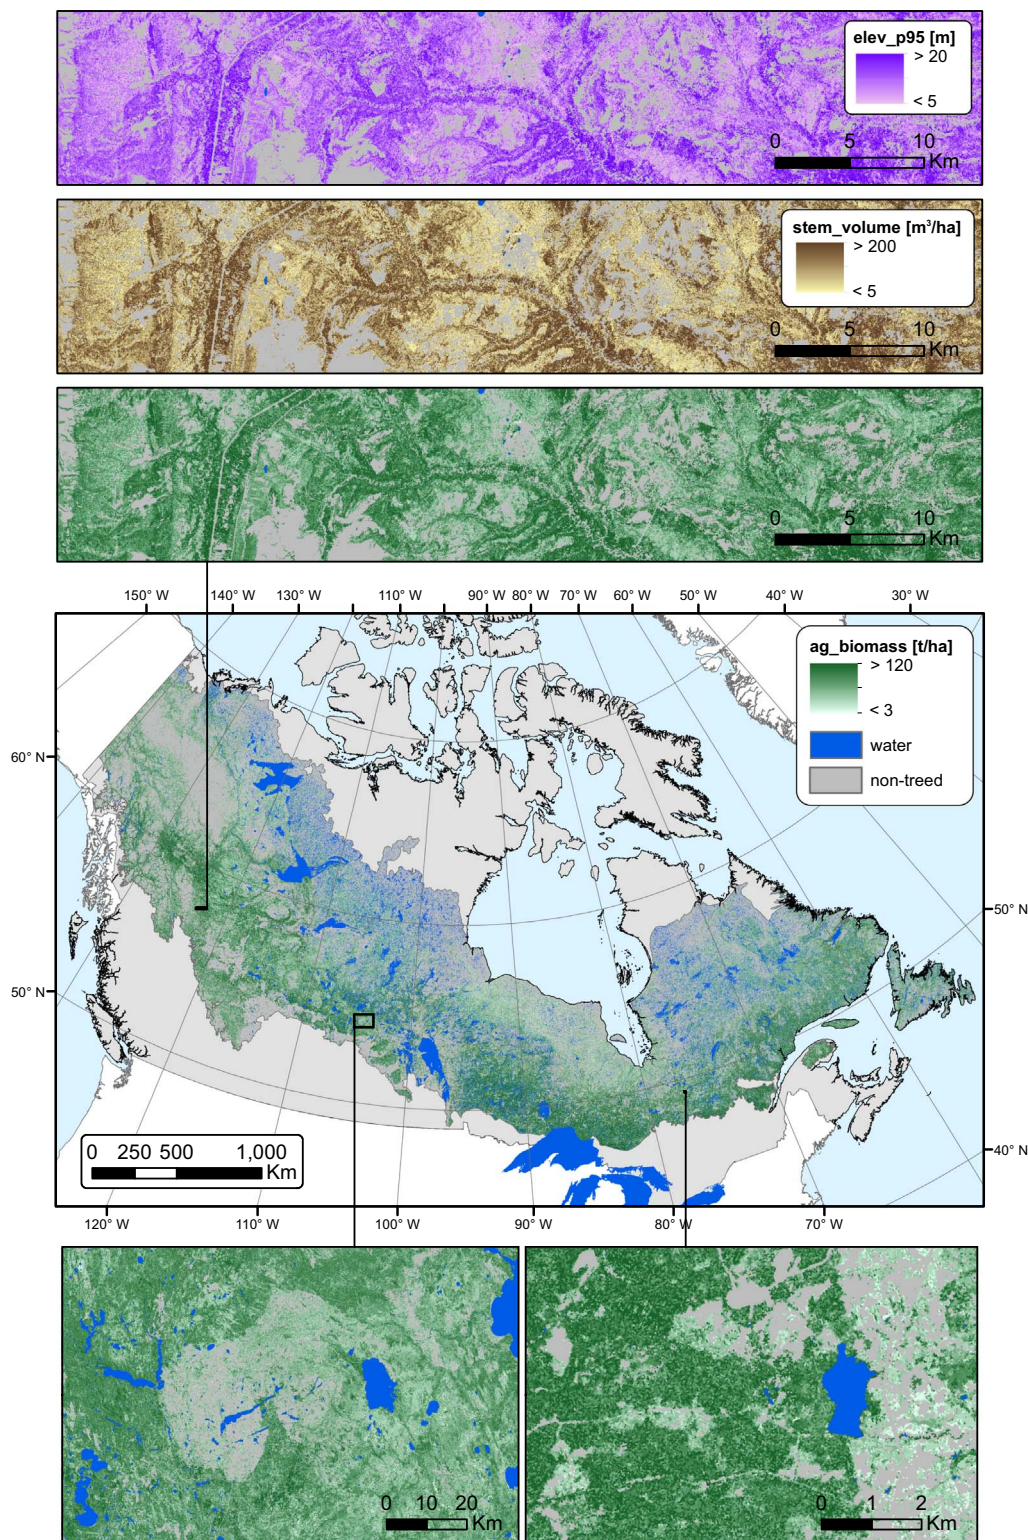 elev_p95 [m]
> 20
< 5
0 5 10
Km
stem_volume [m³/ha]
> 200
< 5
0 5 10
Km
0 5 10
Km
150° W 140° W 130° W 110° W 90° W 80° W 70° W 60° W 50° W 40° W 30° W
ag_biomass [t/ha]
> 120
< 3
water
non-treed
60° N
50° N
50° N
40° N
0 250 500 1,000
Km
120° W 110° W 100° W 90° W 80° W 70° W
0 10 20
Km
0 1 2
Km